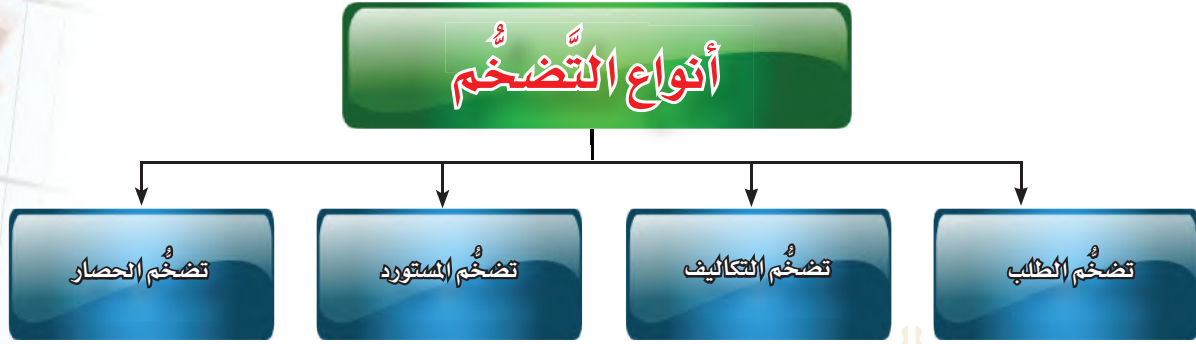 أنواع التَّضخُّم
تضخُّم الطلب
تضخُّم التكاليف
تضخُّم المستورد
تضخُّم الحصار